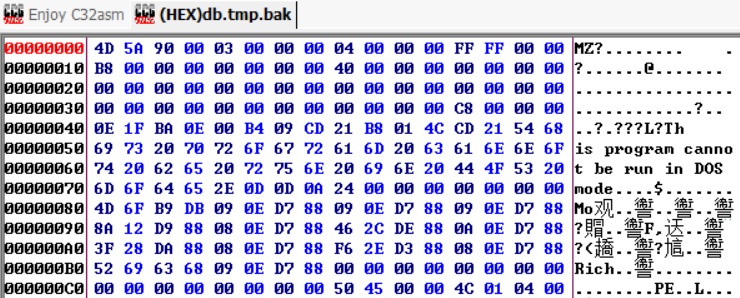 Enjoy C32asm (HEX)db.tmp.bak
00000000 4D 5A 90 00 03 00 00 00 04 00 00 00 FF FF 00 00 MZ?........ .
00000010 B8 00 00 00 00 00 00 00 40 00 00 00 00 00 00 00 ?......@.......
00000020 00 00 00 00 00 00 00 00 00 00 00 00 00 00 00 00 ................
00000030 00 00 00 00 00 00 00 00 00 00 00 00 C8 00 00 00 ............?..
00000040 0E 1F BA 0E 00 B4 09 CD 21 B8 01 4C CD 21 54 68 ..?.???L?Th
00000050 69 73 20 70 72 6F 67 72 61 6D 20 63 61 6E 6E 6F is program canno
00000060 74 20 62 65 20 72 75 6E 20 69 6E 20 44 4F 53 20 t be run in DOS
00000070 6D 6F 64 65 2E 0D 0D 0A 24 00 00 00 00 00 00 00 mode....$.......
00000080 4D 6F B9 DB 09 0E D7 88 09 0E D7 88 09 0E D7 88 Mo观..讏..讏..讏
00000090 8A 12 D9 88 08 0E D7 88 46 2C DE 88 0A 0E D7 88
000000A0 3F 28 DA 88 08 0E D7 88 F6 2E D3 88 08 0E D7 88
000000B0 52 69 63 68 09 0E D7 88 00 00 00 00 00 00 00 00 Rich..讏........
000000C0 00 00 00 00 00 00 00 00 50 45 00 00 4C 01 04 00 ........PE..L...